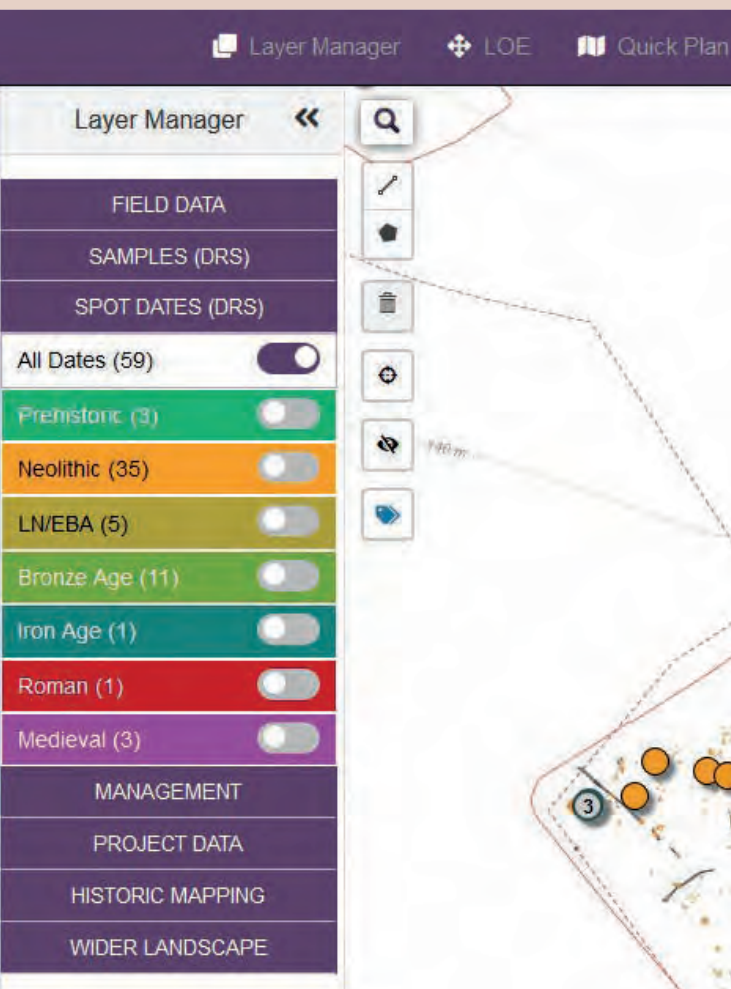 Layer Manager LOE Quick Plan
Layer Manager
FIELD DATA
SAMPLES (DRS)
SPOT DATES (DRS)
All Dates (59)
Prehistoric (3)
Neolithic (35)
LN/EBA (5)
Bronze Age (11)
Iron Age (1)
Roman (1)
Medieval (3)
MANAGEMENT
PROJECT DATA
HISTORIC MAPPING
WIDER LANDSCAPE
140 m
3